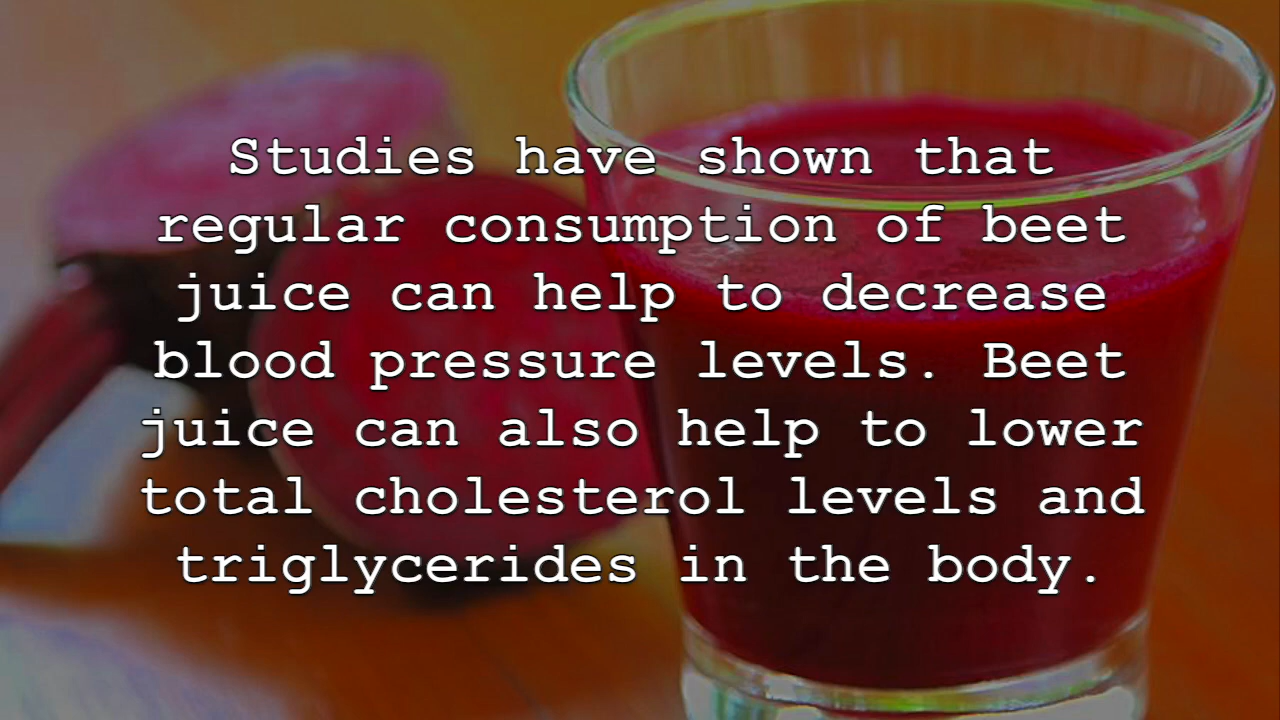 Studies have shown that
regular consumption of beet
juice can help to decrease
blood pressure levels. Beet
juice can also help to lower
total cholesterol levels and
triglycerides in the body.